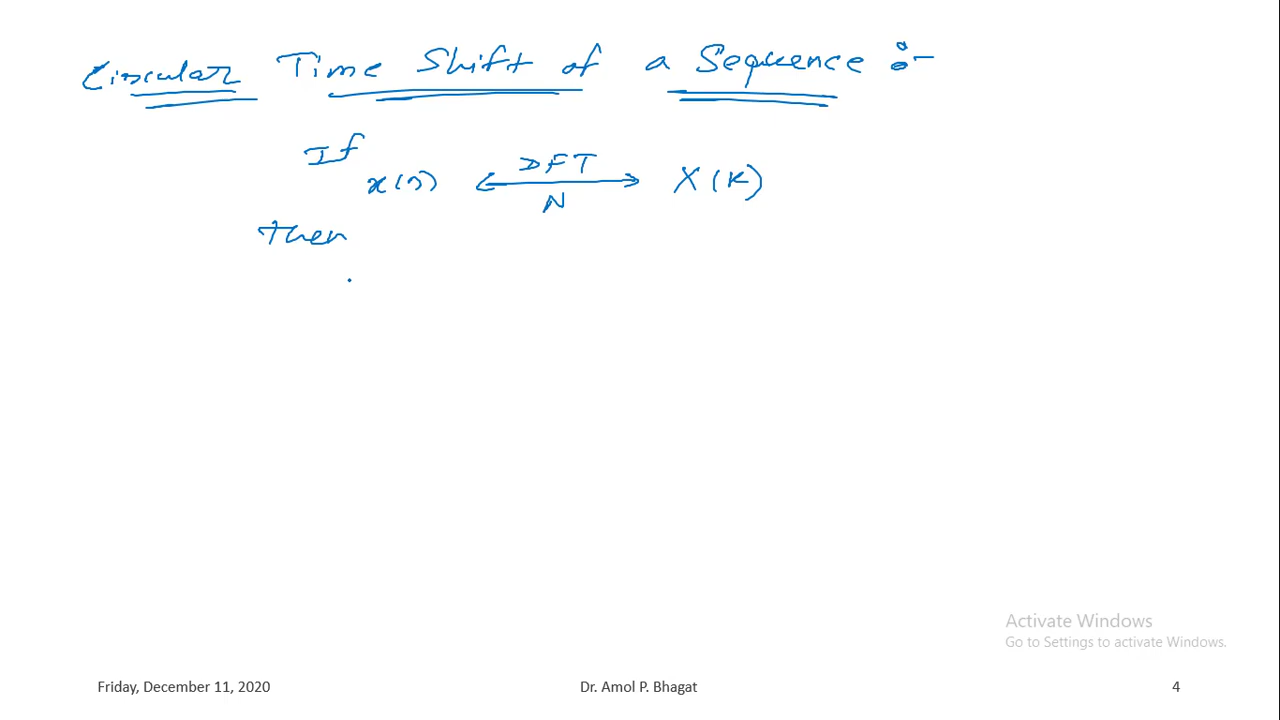 Circular Time Shift of a Sequence :-
If
x(n) ⟷ X(K)
DFT
N
then
Activate Windows
Go to Settings to activate Windows.
Friday, December 11, 2020 Dr. Amol P. Bhagat 4